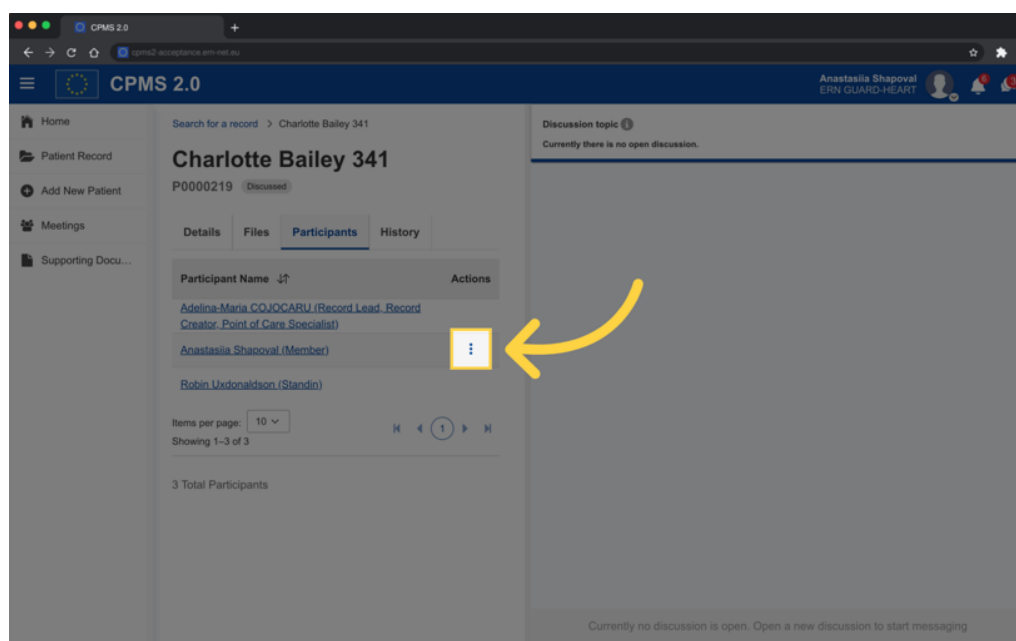 CPMS 2.0
cpms2-acceptance.ern-net.eu
CPMS 2.0
Anastasiia Shapoval
ERN GUARD-HEART
Home
Patient Record
Add New Patient
Meetings
Supporting Docu...
Search for a record > Charlotte Bailey 341
Charlotte Bailey 341
P0000219 Discussed
Details Files Participants History
Participant Name Actions
Adelina-Maria COJOCARU (Record Lead, Record
Creator, Point of Care Specialist)
Anastasiia Shapoval (Member)
Robin Uxdonaldson (Standin)
Items per page: 10
1
Showing 1–3 of 3
3 Total Participants
Discussion topic
Currently there is no open discussion.
Currently no discussion is open. Open a new discussion to start messaging